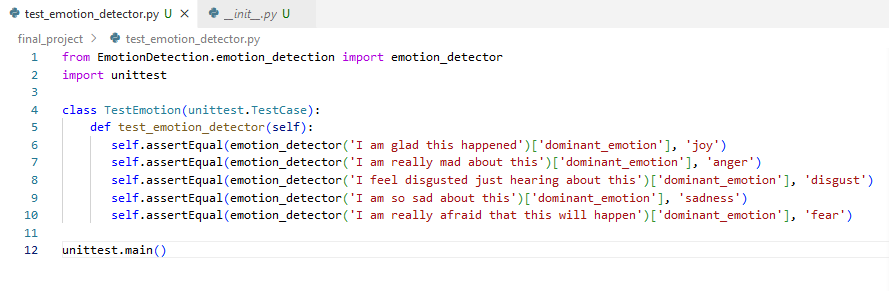 test_emotion_detector.py U ×    __init__.py U
final_project > test_emotion_detector.py
1 from EmotionDetection.emotion_detection import emotion_detector
2 import unittest
3
4 class TestEmotion(unittest.TestCase):
5     def test_emotion_detector(self):
6        self.assertEqual(emotion_detector('I am glad this happened')['dominant_emotion'], 'joy')
7        self.assertEqual(emotion_detector('I am really mad about this')['dominant_emotion'], 'anger')
8        self.assertEqual(emotion_detector('I feel disgusted just hearing about this')['dominant_emotion'], 'disgust')
9        self.assertEqual(emotion_detector('I am so sad about this')['dominant_emotion'], 'sadness')
10        self.assertEqual(emotion_detector('I am really afraid that this will happen')['dominant_emotion'], 'fear')
11
12 unittest.main()